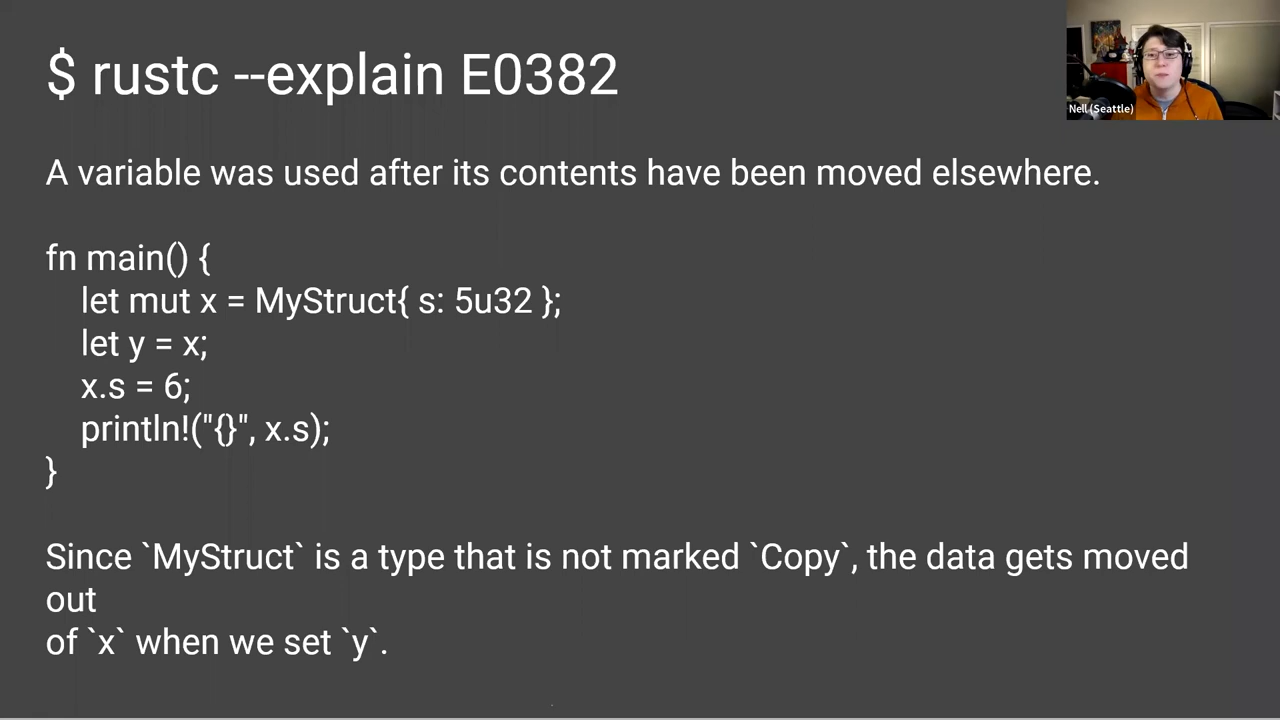 $ rustc --explain E0382
Nell (Seattle)
A variable was used after its contents have been moved elsewhere.
fn main() {
let mut x = MyStruct{ s: 5u32 };
let y = x;
x.s = 6;
println!("{}", x.s);
}
Since `MyStruct` is a type that is not marked `Copy`, the data gets moved
out
of `x` when we set `y`.